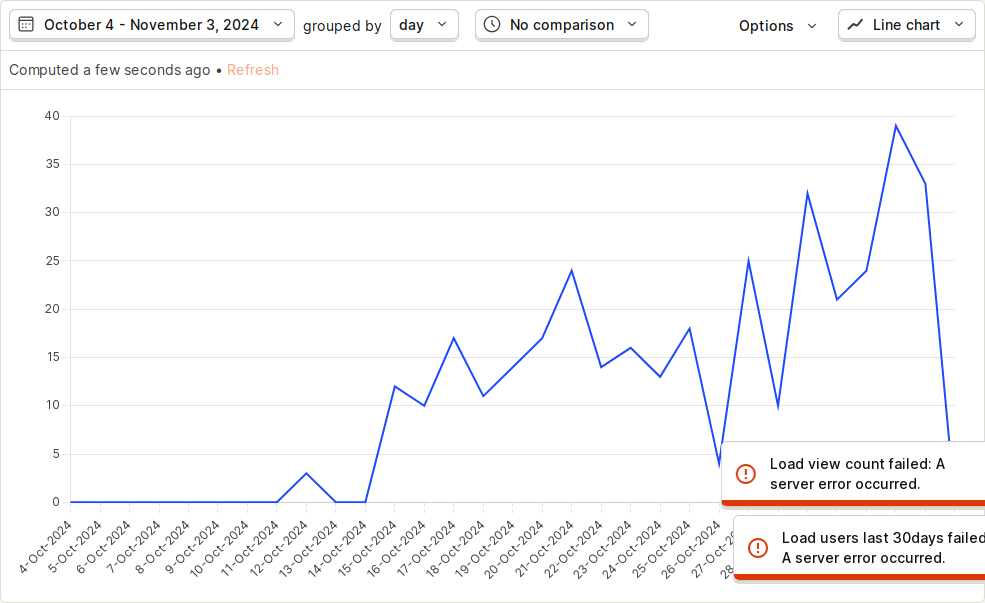 October 4 - November 3, 2024 grouped by day No comparison Options Line chart
Computed a few seconds ago • Refresh
40
35
30
25
20
15
10
5
0
4-Oct-2024
5-Oct-2024
6-Oct-2024
7-Oct-2024
8-Oct-2024
9-Oct-2024
10-Oct-2024
11-Oct-2024
12-Oct-2024
13-Oct-2024
14-Oct-2024
15-Oct-2024
16-Oct-2024
17-Oct-2024
18-Oct-2024
19-Oct-2024
20-Oct-2024
21-Oct-2024
22-Oct-2024
23-Oct-2024
24-Oct-2024
25-Oct-2024
26-Oct-2024
27-Oct-20
28-
Load view count failed: A
server error occurred.
Load users last 30days failed
A server error occurred.